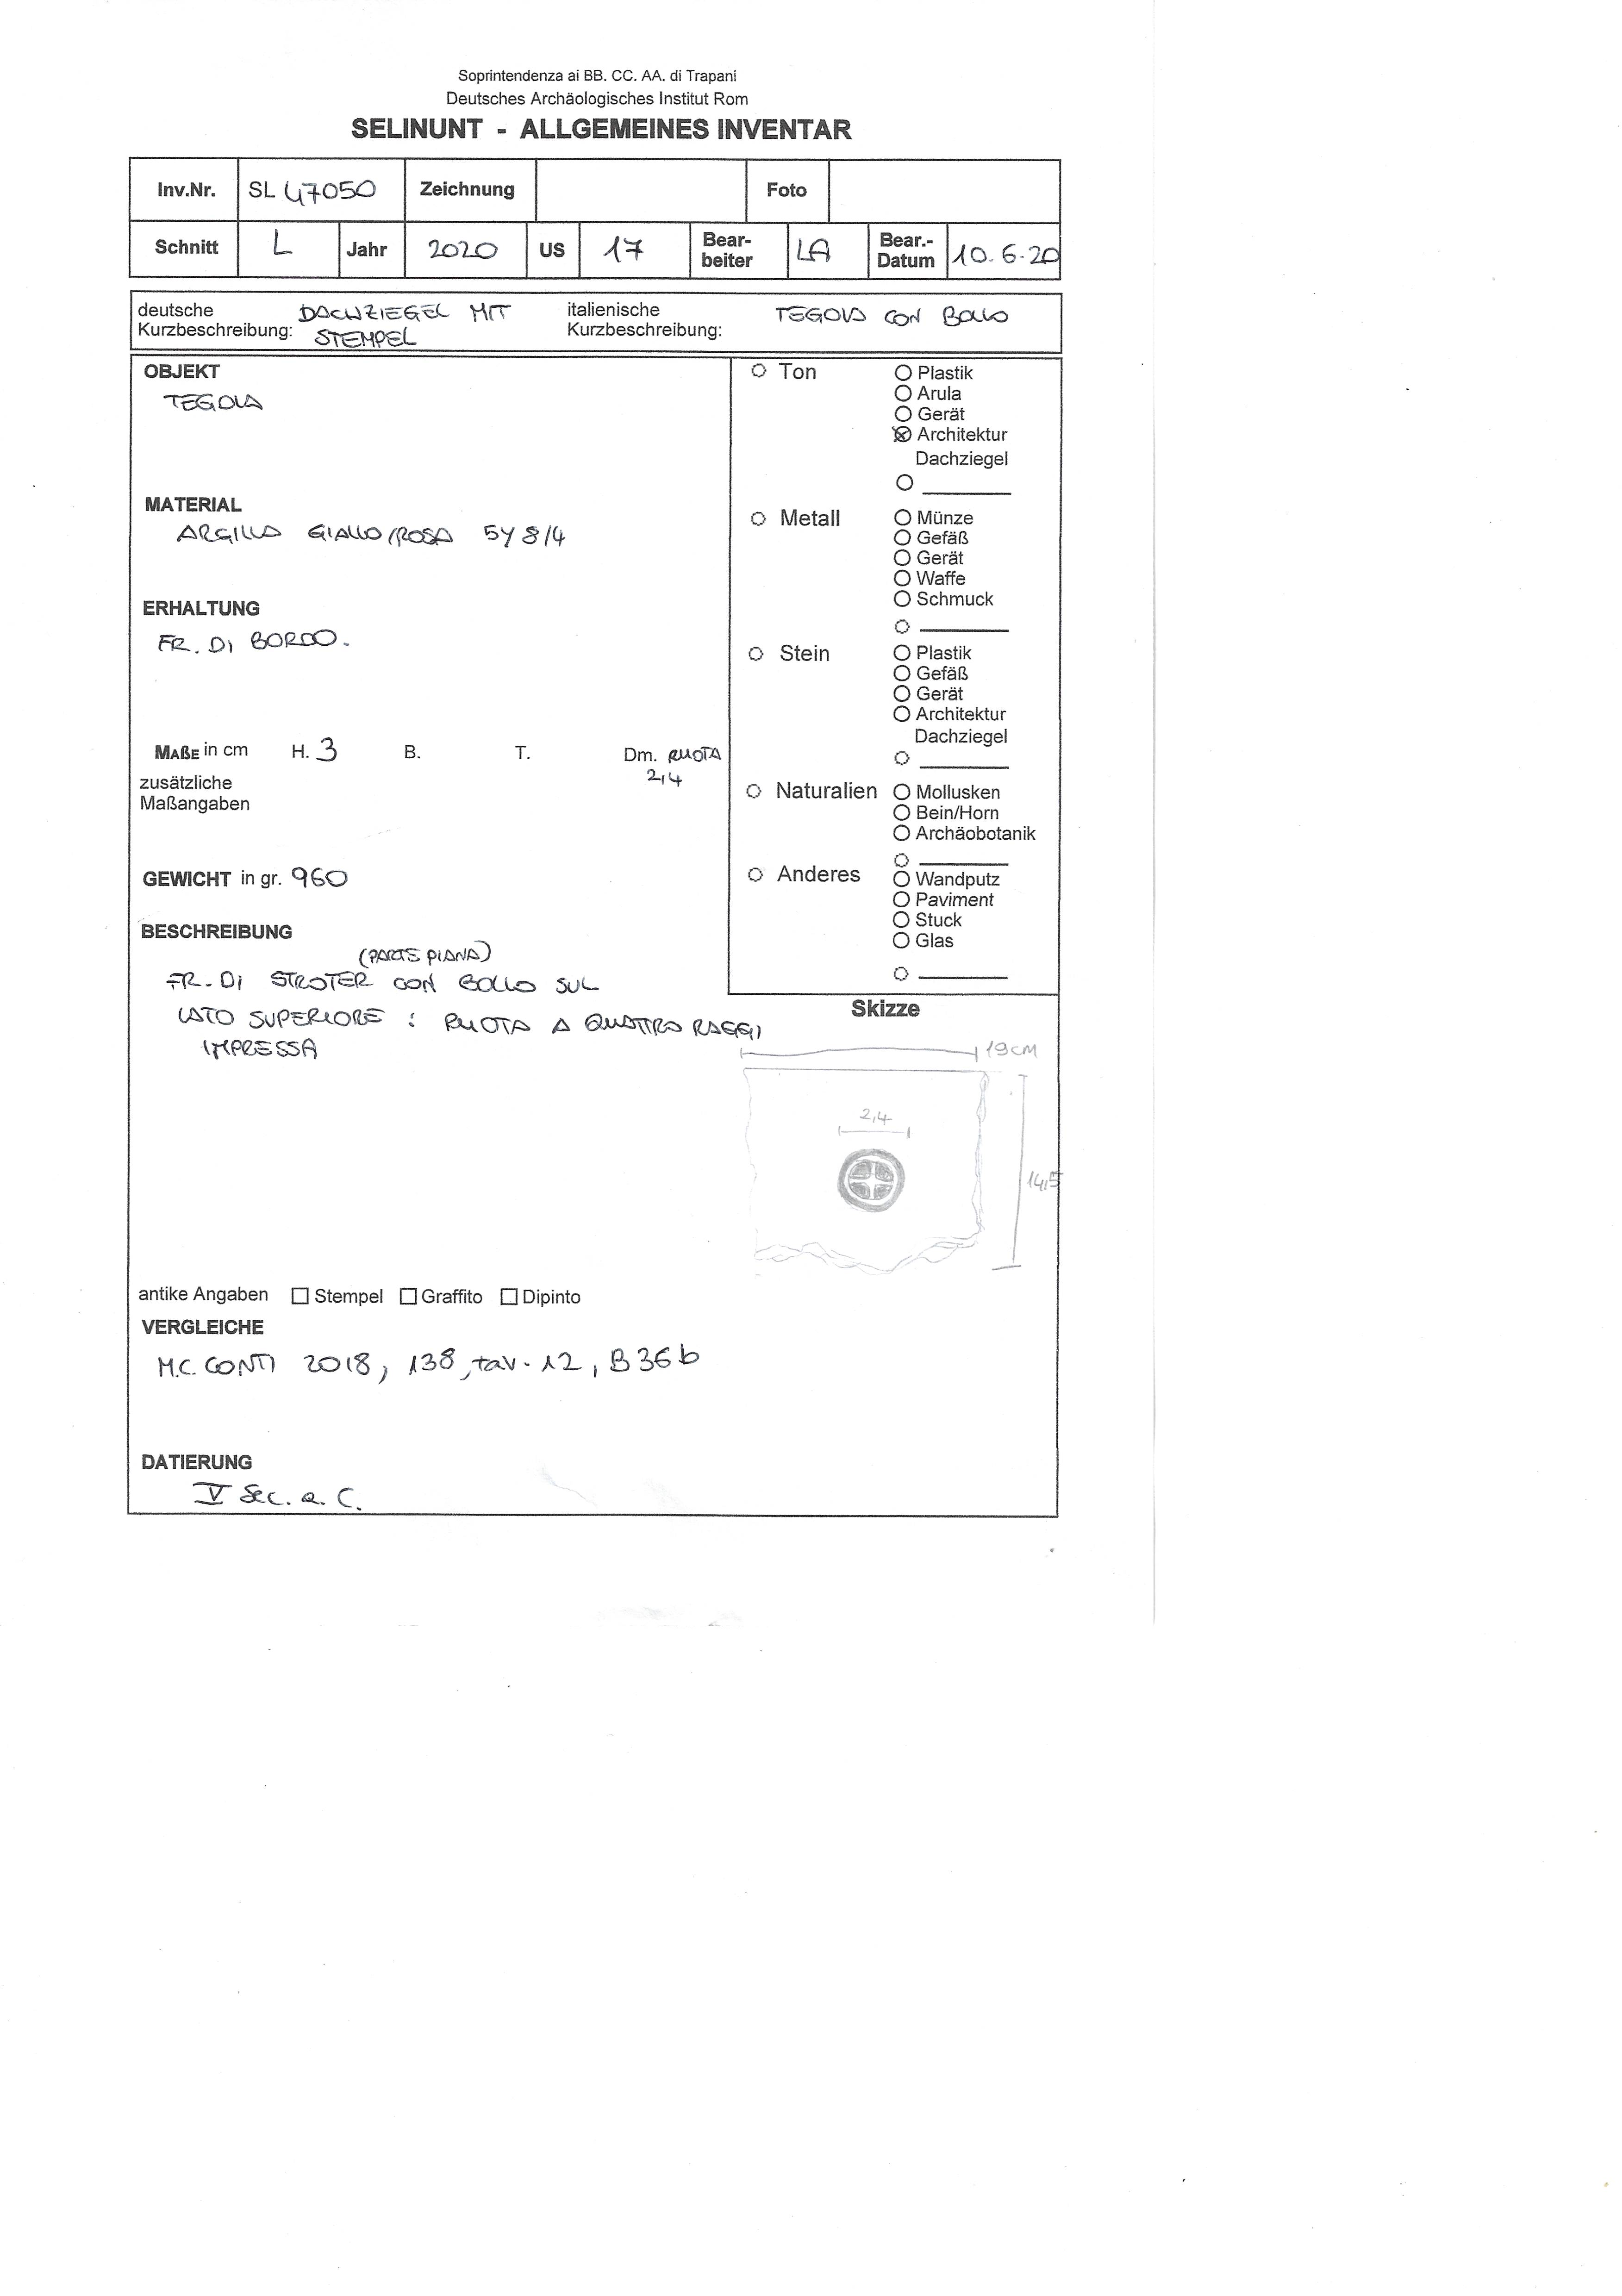 Soprintendenza ai BB. CC. AA. di Trapani
Deutsches Archäologisches Institut Rom
SELINUNT - ALLGEMEINES INVENTAR
Inv.Nr. SL 47050 Zeichnung Foto
Schnitt L Jahr 2020 US 17 Bear-beiter LA Bear.-Datum 10.6.20
deutsche Kurzbeschreibung: DACHZIEGEL MIT STEMPEL
italienische Kurzbeschreibung: TEGOLA CON BOLLO
OBJEKT
TEGOLA
MATERIAL
ARGILLA GIALLO/ROSA 5Y 8/4
ERHALTUNG
FR. DI BORDO.
Maße in cm H. 3 B. T. Dm. RUOTA
2,4
zusätzliche
Maßangaben
GEWICHT in gr. 960
BESCHREIBUNG
(PARTE PIANA)
FR. DI STROTER CON BOLLO SUL
LATO SUPERIORE : RUOTA A QUATTRO RAGGI
IMPRESSA
Ton
Plastik
Arula
Gerät
Architektur
Dachziegel
Metall
Münze
Gefäß
Gerät
Waffe
Schmuck
Stein
Plastik
Gefäß
Gerät
Architektur
Dachziegel
Naturalien
Mollusken
Bein/Horn
Archäobotanik
Anderes
Wandputz
Paviment
Stuck
Glas
Skizze
19 CM
2,4
14,5
antike Angaben Stempel Graffito Dipinto
VERGLEICHE
M.C. CONTI 2018, 138, tav. 12, B 36 b
DATIERUNG
V Sec. a. C.